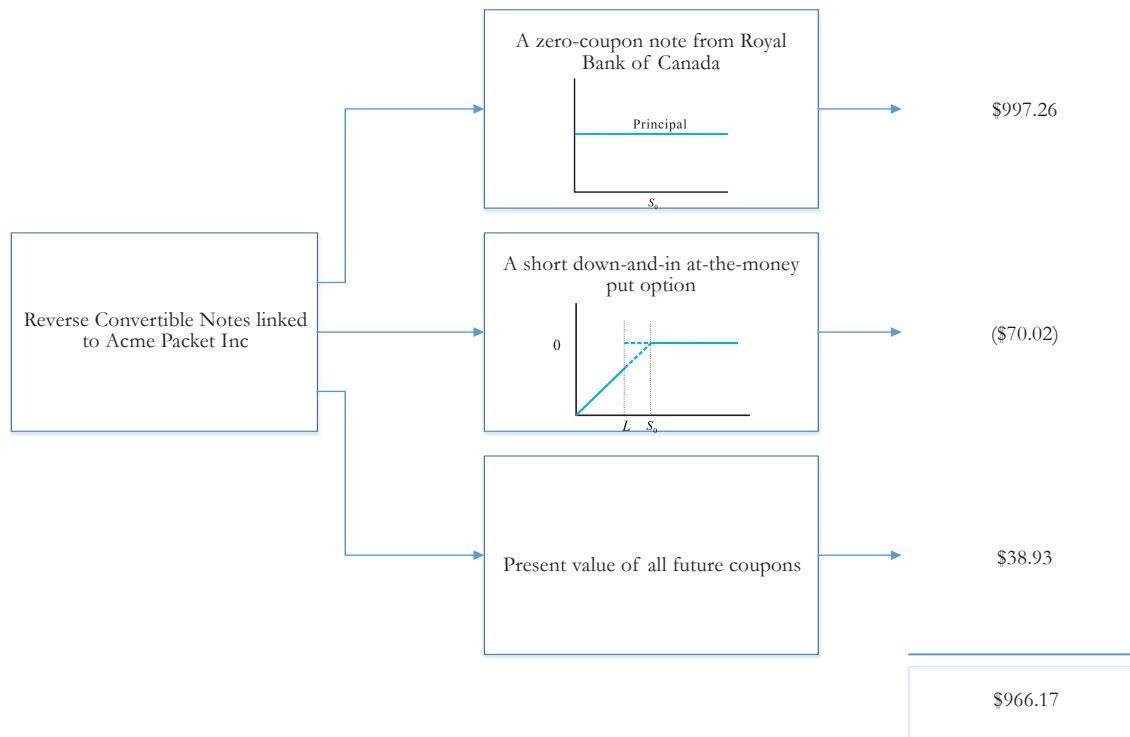 A zero-coupon note from Royal
Bank of Canada
Principal
S₀
$997.26
Reverse Convertible Notes linked
to Acme Packet Inc
A short down-and-in at-the-money
put option
0
L S₀
($70.02)
Present value of all future coupons
$38.93
$966.17